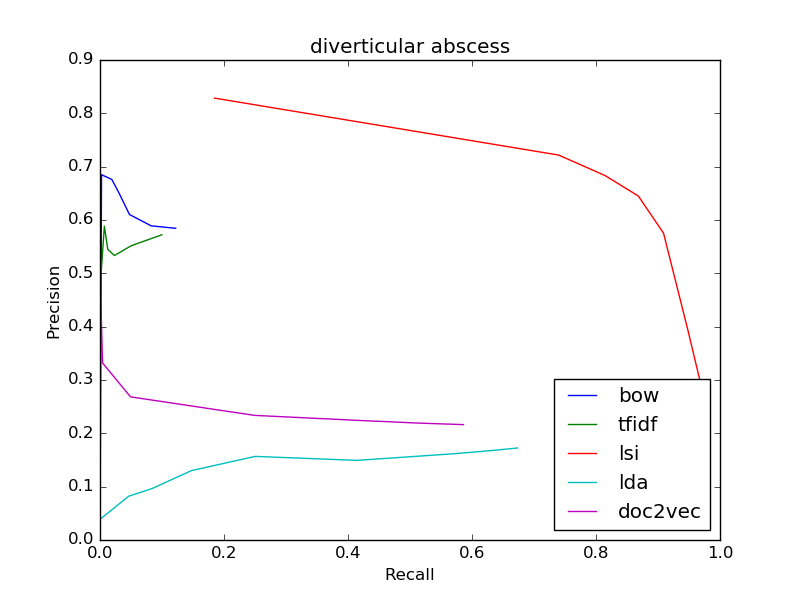 diverticular abscess
Precision
0.9
0.8
0.7
0.6
0.5
0.4
0.3
0.2
0.1
0.0
bow
tfidf
lsi
lda
doc2vec
0.0 0.2 0.4 0.6 0.8 1.0
Recall